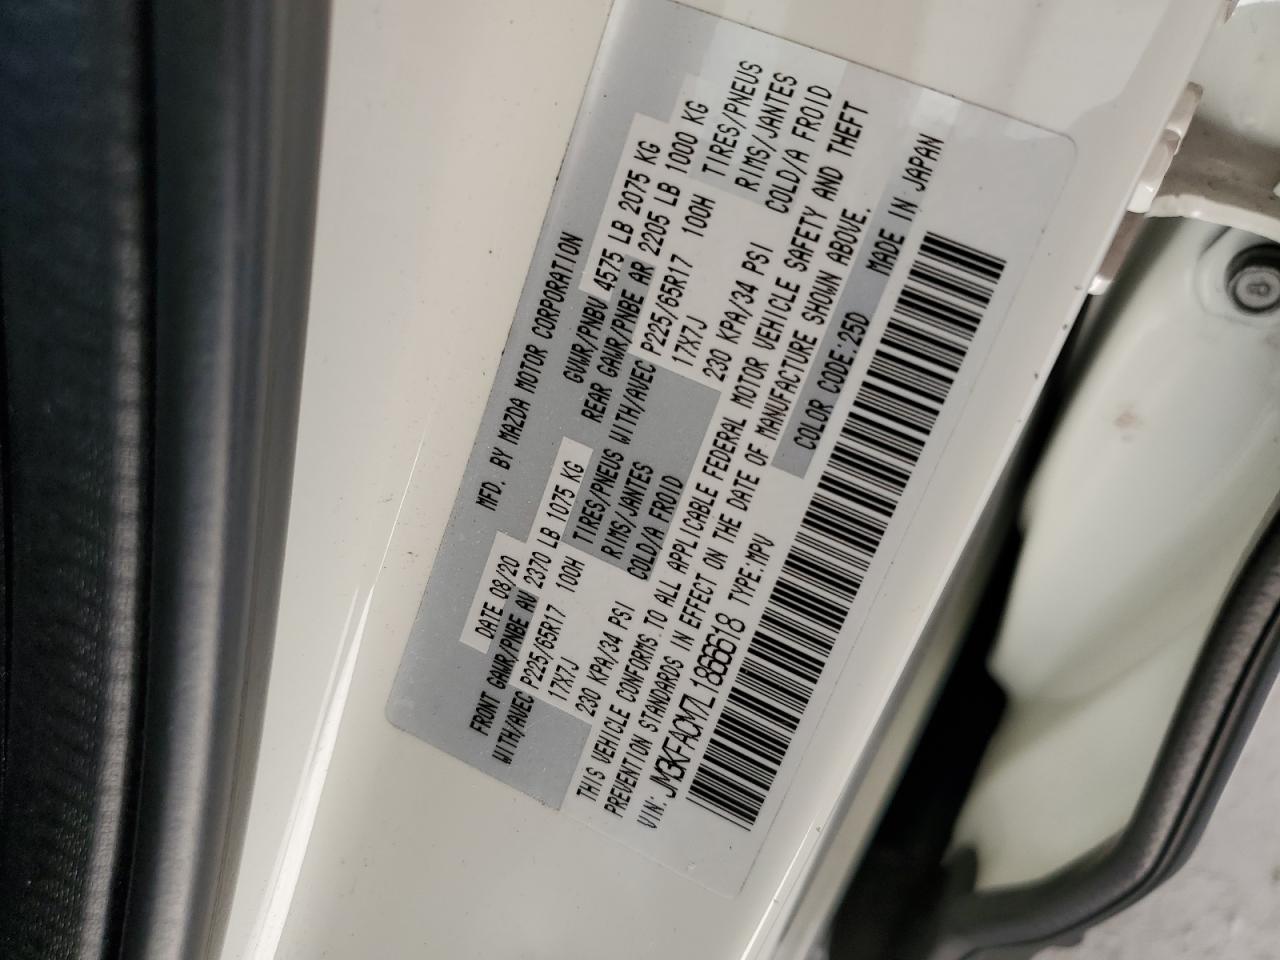 MFD. BY MAZDA MOTOR CORPORATION
DATE 08/20 GVWR/PNBV 4575 LB 2075 KG
FRONT GAWR/PNBE AV 2370 LB 1075 KG REAR GAWR/PNBE AR 2205 LB 1000 KG
WITH/AVEC P225/65R17 100H TIRES/PNEUS WITH/AVEC P225/65R17 100H TIRES/PNEUS
17X7J RIMS/JANTES 17X7J RIMS/JANTES
230 KPA/34 PSI COLD/A FROID 230 KPA/34 PSI COLD/A FROID
THIS VEHICLE CONFORMS TO ALL APPLICABLE FEDERAL MOTOR VEHICLE SAFETY AND THEFT
PREVENTION STANDARDS IN EFFECT ON THE DATE OF MANUFACTURE SHOWN ABOVE.
VIN: JM3KFACM7L1866618 TYPE:MPV COLOR CODE:25D MADE IN JAPAN